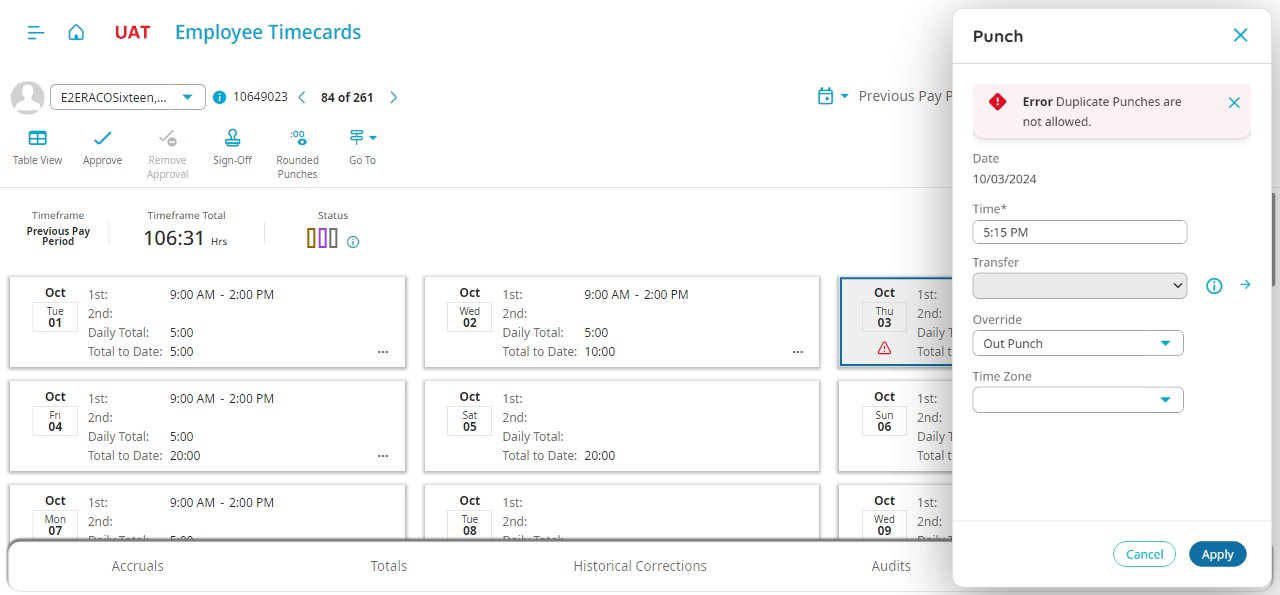 UAT
Employee Timecards
E2ERACOSixteen,...
10649023
84 of 261
Previous Pay P
Table View
Approve
Remove
Approval
Sign-Off
:00
Rounded
Punches
Go To
Timeframe
Previous Pay
Period
Timeframe Total
106:31 Hrs
Status
Oct
Tue
01
1st: 9:00 AM - 2:00 PM
2nd:
Daily Total: 5:00
Total to Date: 5:00
...
Oct
Wed
02
1st: 9:00 AM - 2:00 PM
2nd:
Daily Total: 5:00
Total to Date: 10:00
...
Oct
Thu
03
1st:
2nd:
Daily T
Total t
Oct
Fri
04
1st: 9:00 AM - 2:00 PM
2nd:
Daily Total: 5:00
Total to Date: 20:00
...
Oct
Sat
05
1st:
2nd:
Daily Total:
Total to Date: 20:00
Oct
Sun
06
1st:
2nd:
Daily T
Total t
Oct
Mon
07
1st: 9:00 AM - 2:00 PM
2nd:
Daily Total: 5:00
Oct
Tue
08
1st:
2nd:
Daily Total:
Oct
Wed
09
1st:
2nd:
Daily T
Accruals
Totals
Historical Corrections
Audits
Punch
Error Duplicate Punches are
not allowed.
Date
10/03/2024
Time*
5:15 PM
Transfer
Override
Out Punch
Time Zone
Cancel
Apply